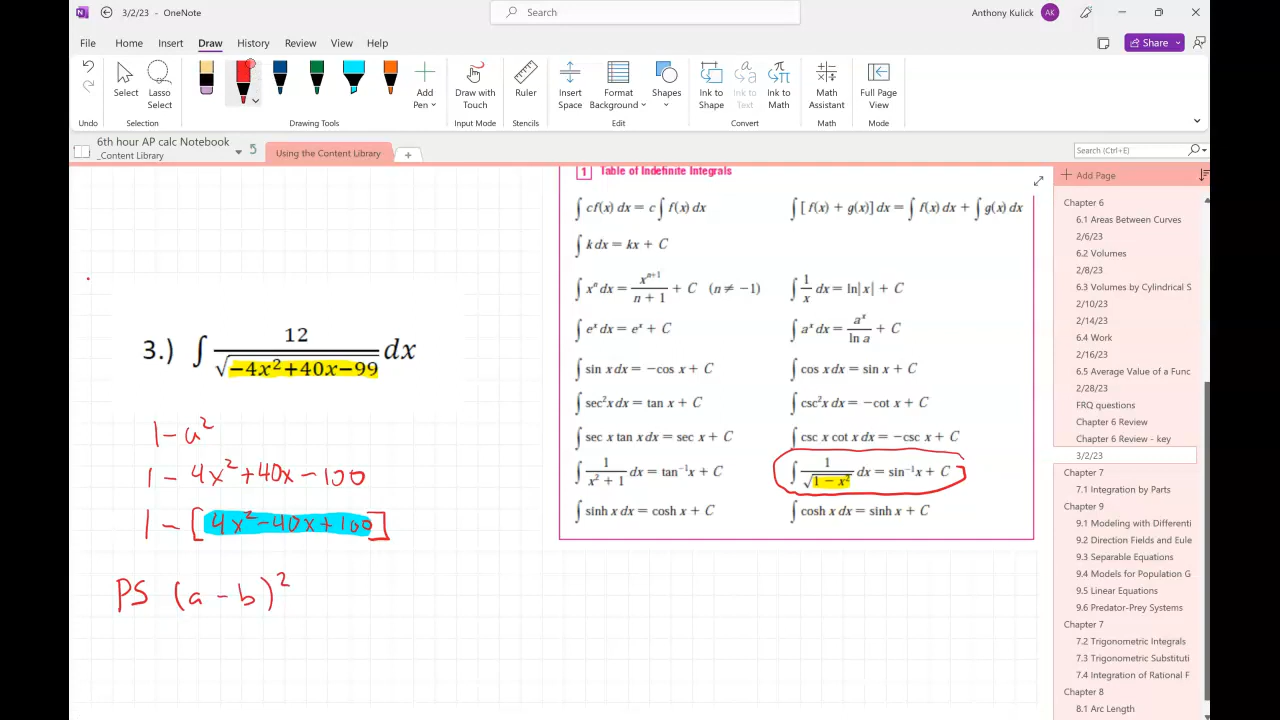 3/2/23 - OneNote
Search
Anthony Kulick AK
File Home Insert Draw History Review View Help
Share
Undo
Select
Lasso Select
Add Pen
Draw with Touch
Ruler
Insert Space
Format Background
Shapes
Ink to Shape
Ink to Text
Ink to Math
Math Assistant
Full Page View
Undo Selection Drawing Tools Input Mode Stencils Edit Convert Math Mode
6th hour AP calc Notebook
_Content Library
Using the Content Library
+
Search (Ctrl+E)
1 Table of Indefinite Integrals
∫ cf(x) dx = c ∫ f(x) dx
∫ [f(x) + g(x)] dx = ∫ f(x) dx + ∫ g(x) dx
∫ k dx = kx + C
∫ xⁿ dx = xⁿ⁺¹/(n + 1) + C (n ≠ −1)
∫ 1/x dx = ln|x| + C
∫ eˣ dx = eˣ + C
∫ aˣ dx = aˣ/ln a + C
∫ sin x dx = −cos x + C
∫ cos x dx = sin x + C
∫ sec²x dx = tan x + C
∫ csc²x dx = −cot x + C
∫ sec x tan x dx = sec x + C
∫ csc x cot x dx = −csc x + C
∫ 1/(x² + 1) dx = tan⁻¹x + C
∫ 1/√(1 − x²) dx = sin⁻¹x + C
∫ sinh x dx = cosh x + C
∫ cosh x dx = sinh x + C
3.) ∫ 12/√(−4x²+40x−99) dx
1 − a²
1 − 4x² + 40x − 100
1 − [4x² − 40x + 100]
PS (a − b)²
Add Page
Chapter 6
6.1 Areas Between Curves
2/6/23
6.2 Volumes
2/8/23
6.3 Volumes by Cylindrical S
2/10/23
2/14/23
6.4 Work
2/16/23
6.5 Average Value of a Func
2/28/23
FRQ questions
Chapter 6 Review
Chapter 6 Review - key
3/2/23
Chapter 7
7.1 Integration by Parts
Chapter 9
9.1 Modeling with Differenti
9.2 Direction Fields and Eule
9.3 Separable Equations
9.4 Models for Population G
9.5 Linear Equations
9.6 Predator-Prey Systems
Chapter 7
7.2 Trigonometric Integrals
7.3 Trigonometric Substituti
7.4 Integration of Rational F
Chapter 8
8.1 Arc Length